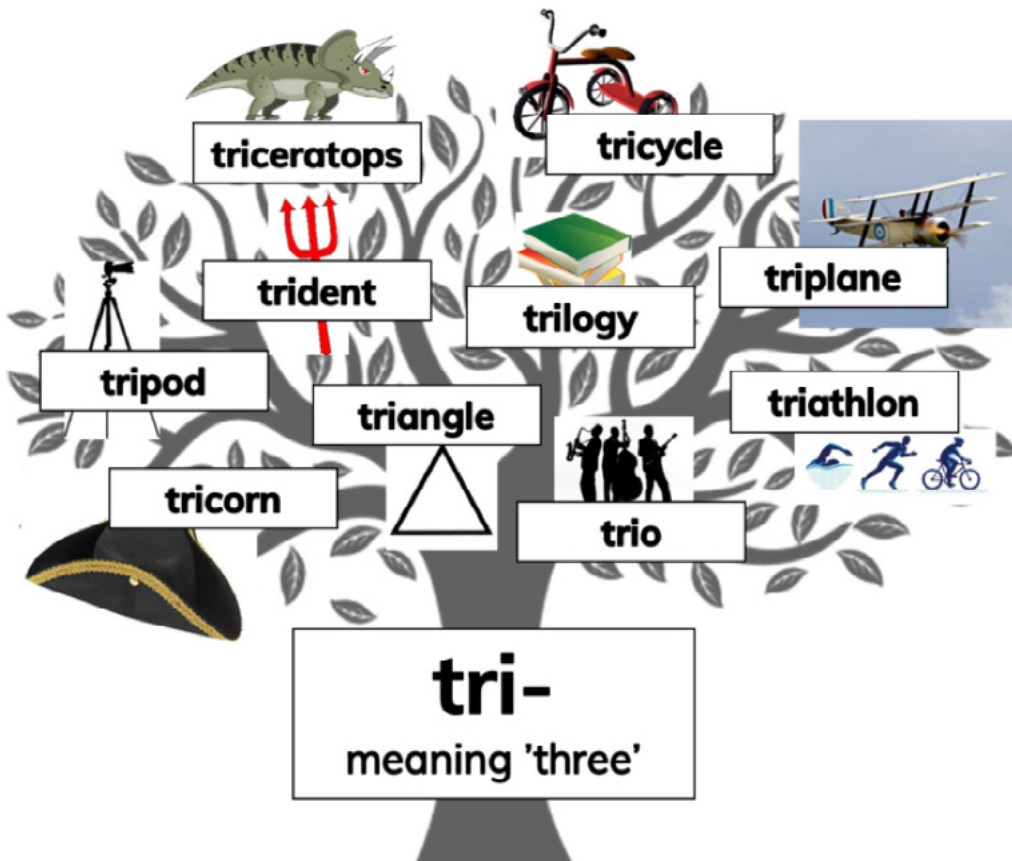 triceratops
tricycle
trident
triplane
trilogy
tripod
triangle
triathlon
tricorn
trio
tri-
meaning 'three'